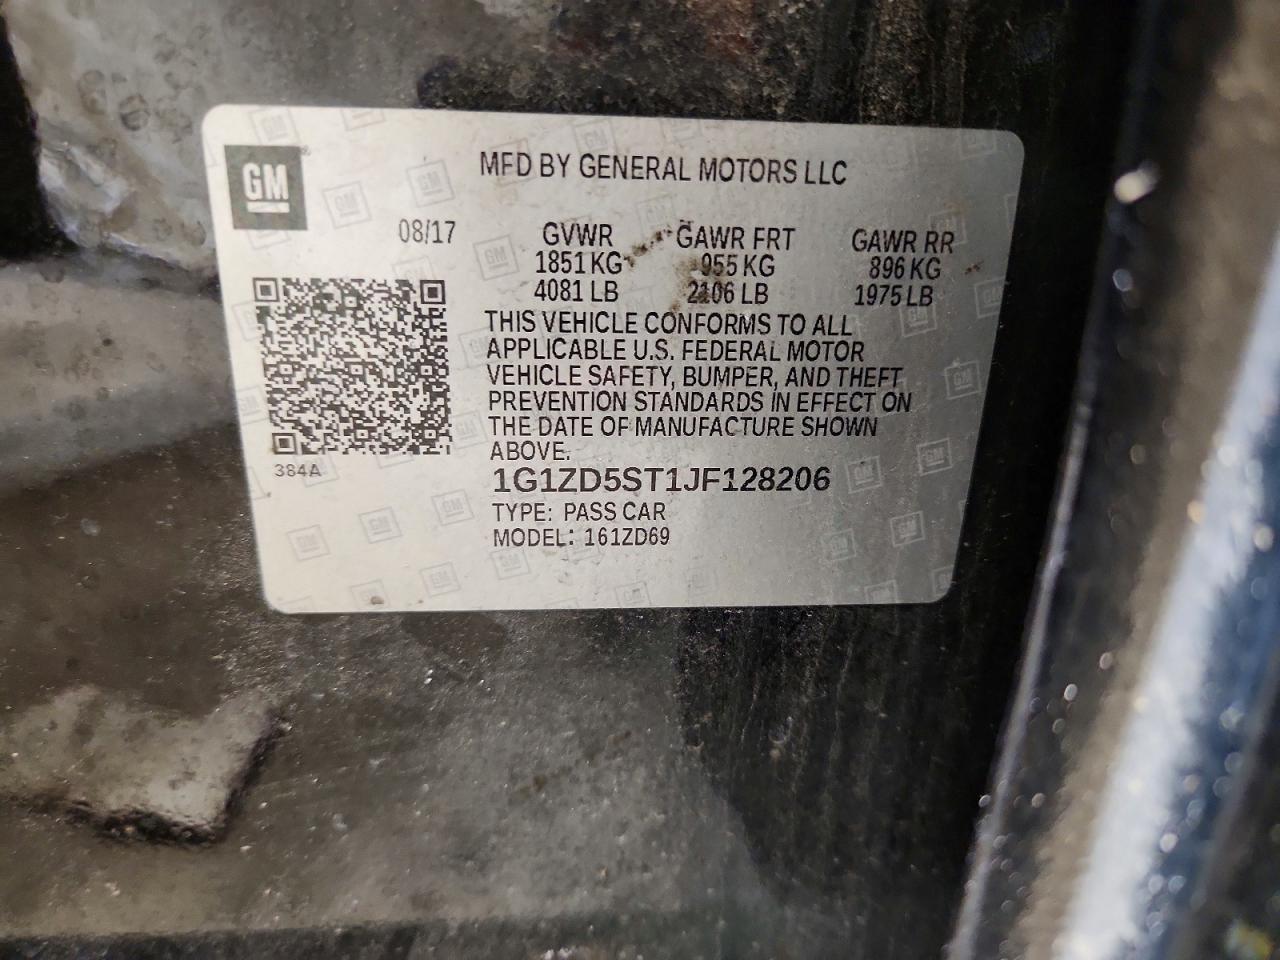 GM
MFD BY GENERAL MOTORS LLC
08/17 GVWR GAWR FRT GAWR RR
1851 KG 955 KG 896 KG
4081 LB 2106 LB 1975 LB
THIS VEHICLE CONFORMS TO ALL
APPLICABLE U.S. FEDERAL MOTOR
VEHICLE SAFETY, BUMPER, AND THEFT
PREVENTION STANDARDS IN EFFECT ON
THE DATE OF MANUFACTURE SHOWN
ABOVE.
384A
1G1ZD5ST1JF128206
TYPE: PASS CAR
MODEL: 161ZD69